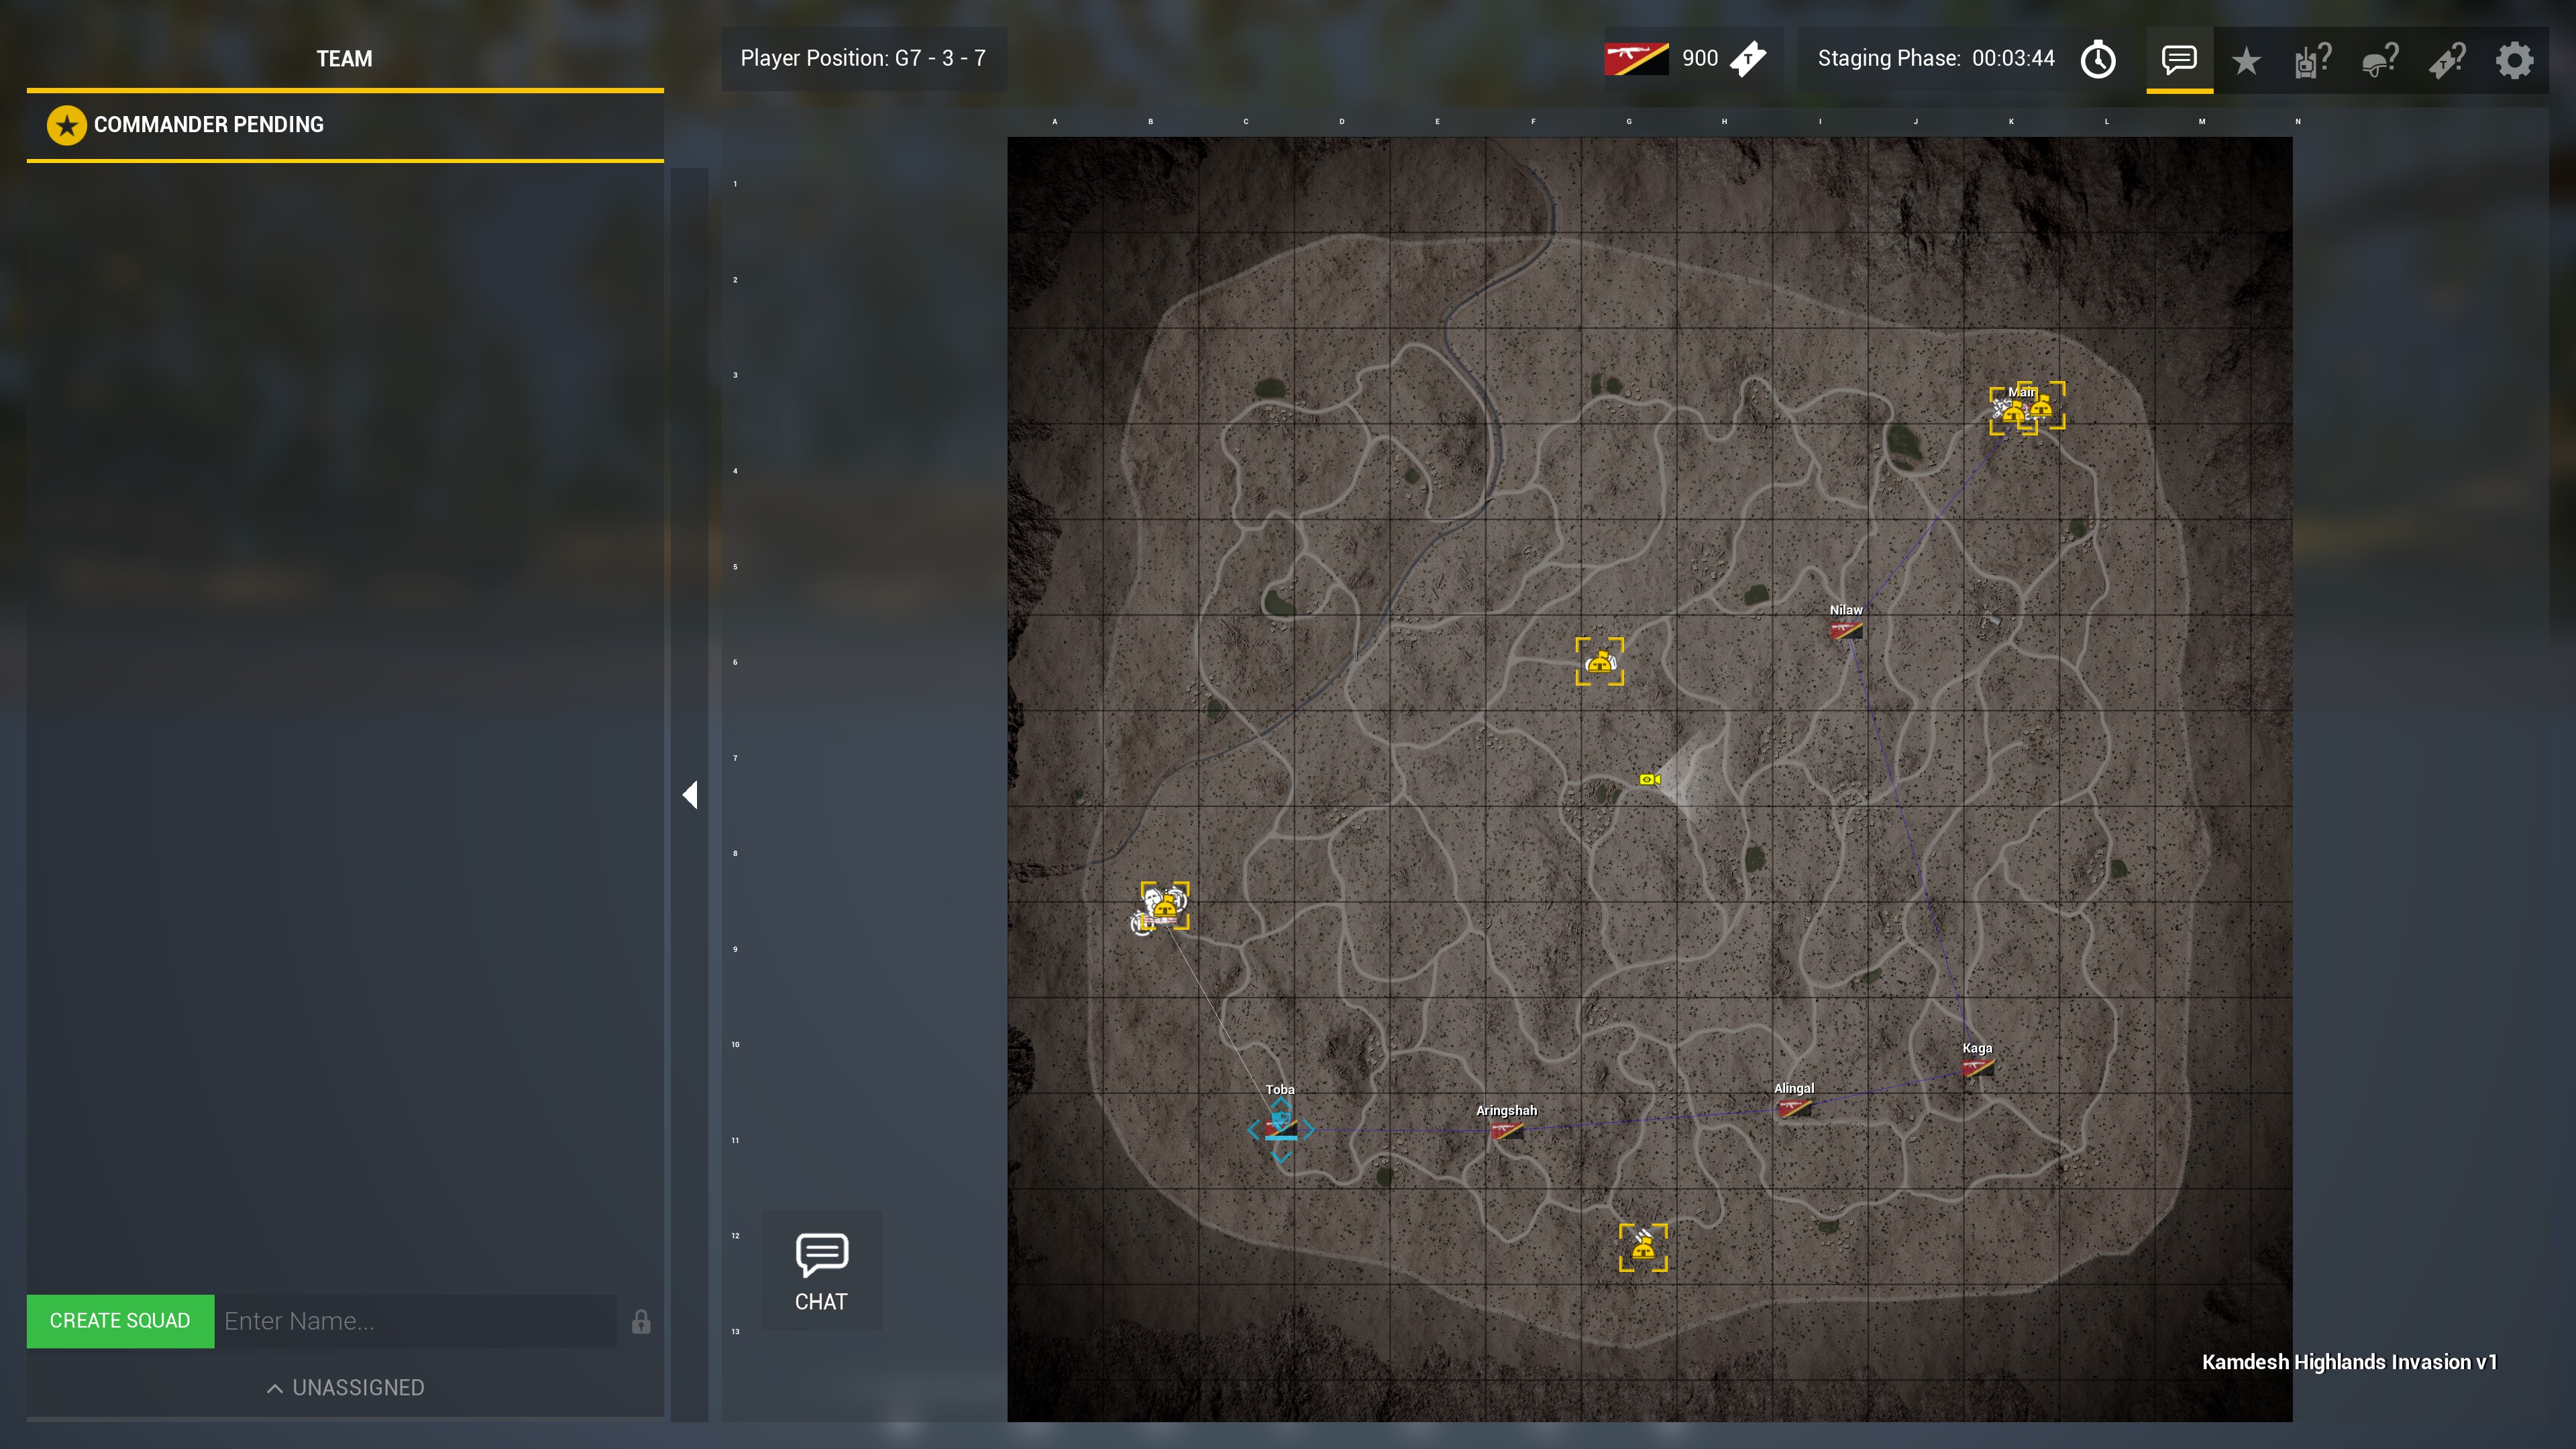 TEAM
Player Position: G7 - 3 - 7
900
T
Staging Phase: 00:03:44
? ? T ?
COMMANDER PENDING
A B C D E F G H I J K L M N
1
2
3
4
5
6
7
8
9
10
11
12
13
Main
Nilaw
Kaga
Alingal
Toba
Aringshah
CHAT
CREATE SQUAD
Enter Name...
Kamdesh Highlands Invasion v1
UNASSIGNED